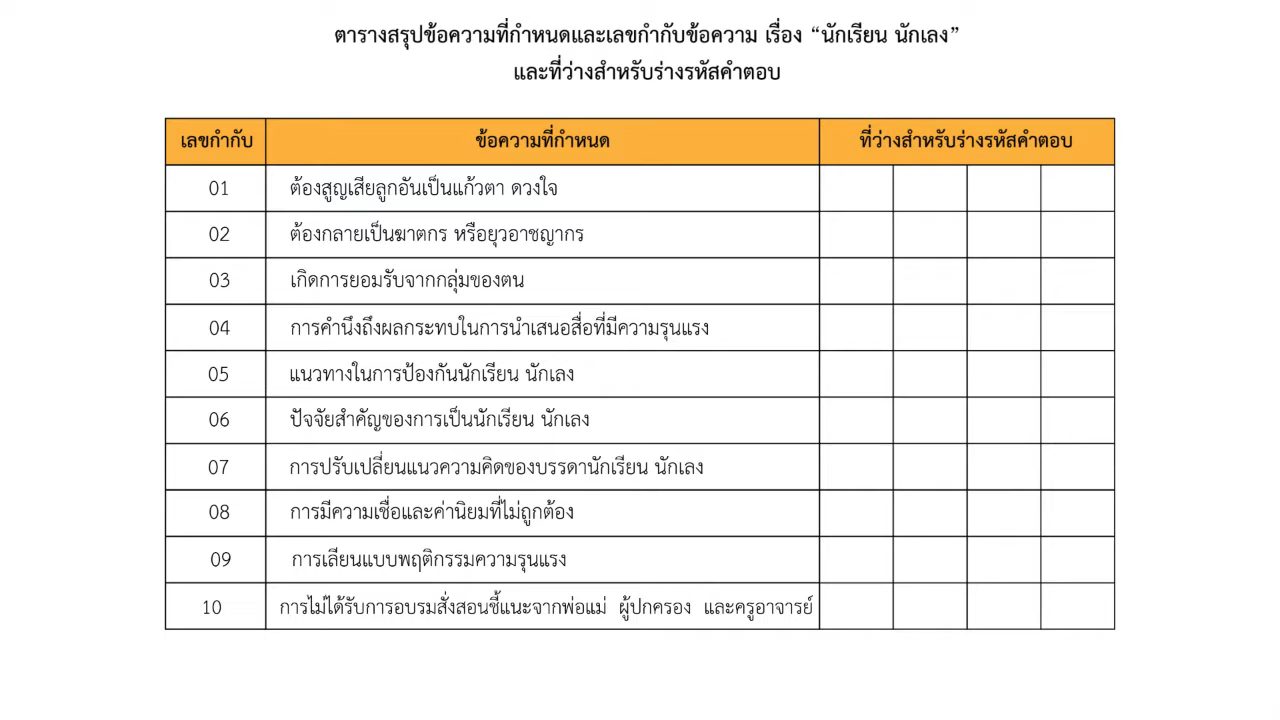 ตารางสรุปข้อความที่กำหนดและเลขกำกับข้อความ เรื่อง “นักเรียน นักเลง”
และที่ว่างสำหรับร่างรหัสคำตอบ
เลขกำกับ ข้อความที่กำหนด ที่ว่างสำหรับร่างรหัสคำตอบ
01 ต้องสูญเสียลูกอันเป็นแก้วตา ดวงใจ
02 ต้องกลายเป็นฆาตกร หรือยุวอาชญากร
03 เกิดการยอมรับจากกลุ่มของตน
04 การคำนึงถึงผลกระทบในการนำเสนอสื่อที่มีความรุนแรง
05 แนวทางในการป้องกันนักเรียน นักเลง
06 ปัจจัยสำคัญของการเป็นนักเรียน นักเลง
07 การปรับเปลี่ยนแนวความคิดของบรรดานักเรียน นักเลง
08 การมีความเชื่อและค่านิยมที่ไม่ถูกต้อง
09 การเลียนแบบพฤติกรรมความรุนแรง
10 การไม่ได้รับการอบรมสั่งสอนชี้แนะจากพ่อแม่ ผู้ปกครอง และครูอาจารย์